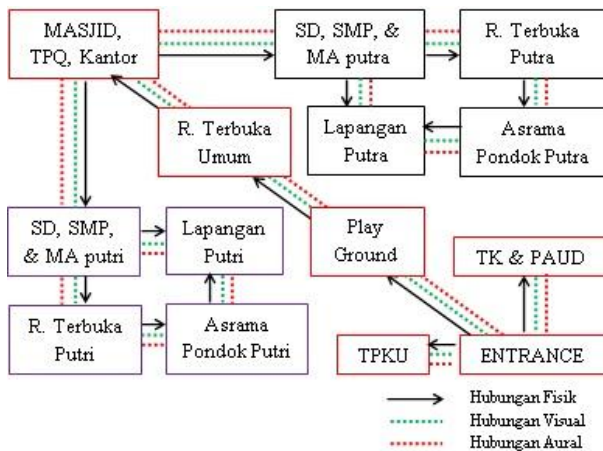 MASJID,
TPQ, Kantor
SD, SMP, &
MA putra
R. Terbuka
Putra
R. Terbuka
Umum
Lapangan
Putra
Asrama
Pondok Putra
SD, SMP,
& MA putri
Lapangan
Putri
Play
Ground
TK & PAUD
R. Terbuka
Putri
Asrama
Pondok Putri
TPKU
ENTRANCE
Hubungan Fisik
Hubungan Visual
Hubungan Aural